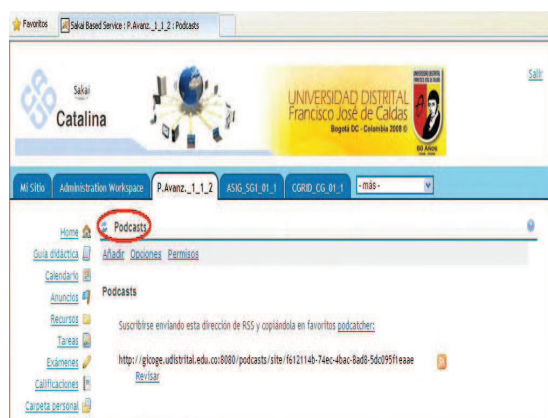 Favoritos Sakai Based Service : P.Avanz._1_1_2 : Podcasts
Sakai
Catalina
UNIVERSIDAD DISTRITAL
Francisco José de Caldas
Bogotá DC - Colombia 2008 ©
60 AÑOS
Salir
Mi Sitio Administration Workspace P.Avanz._1_1_2 ASIG_SG1_01_1 CGRID_CG_01_1 - más -
Podcasts
Home
Guía didáctica
Calendario
Anuncios
Recursos
Tareas
Exámenes
Calificaciones
Carpeta personal
Añadir Opciones Permisos
Podcasts
Suscribirse enviando esta dirección de RSS y copiándola en favoritos podcatcher:
http://gicoge.udistrital.edu.co:8080/podcasts/site/f612114b-74ec-4bac-8ad8-5dc095f1eaae
Revisar